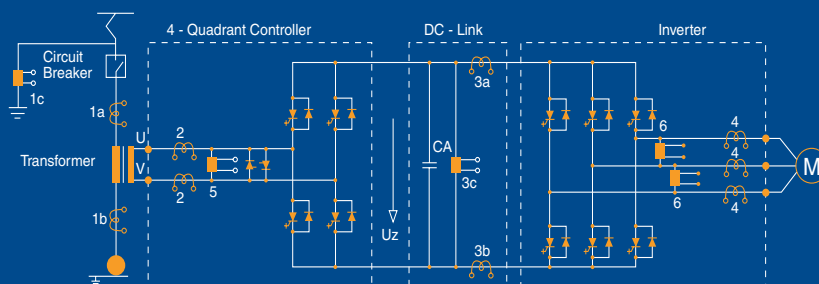 4 - Quadrant Controller
DC - Link
Inverter
Circuit
Breaker
1c
1a
3a
U
2
Transformer
V
5
2
CA
3c
Uz
6
4
4
6
4
M
1b
3b